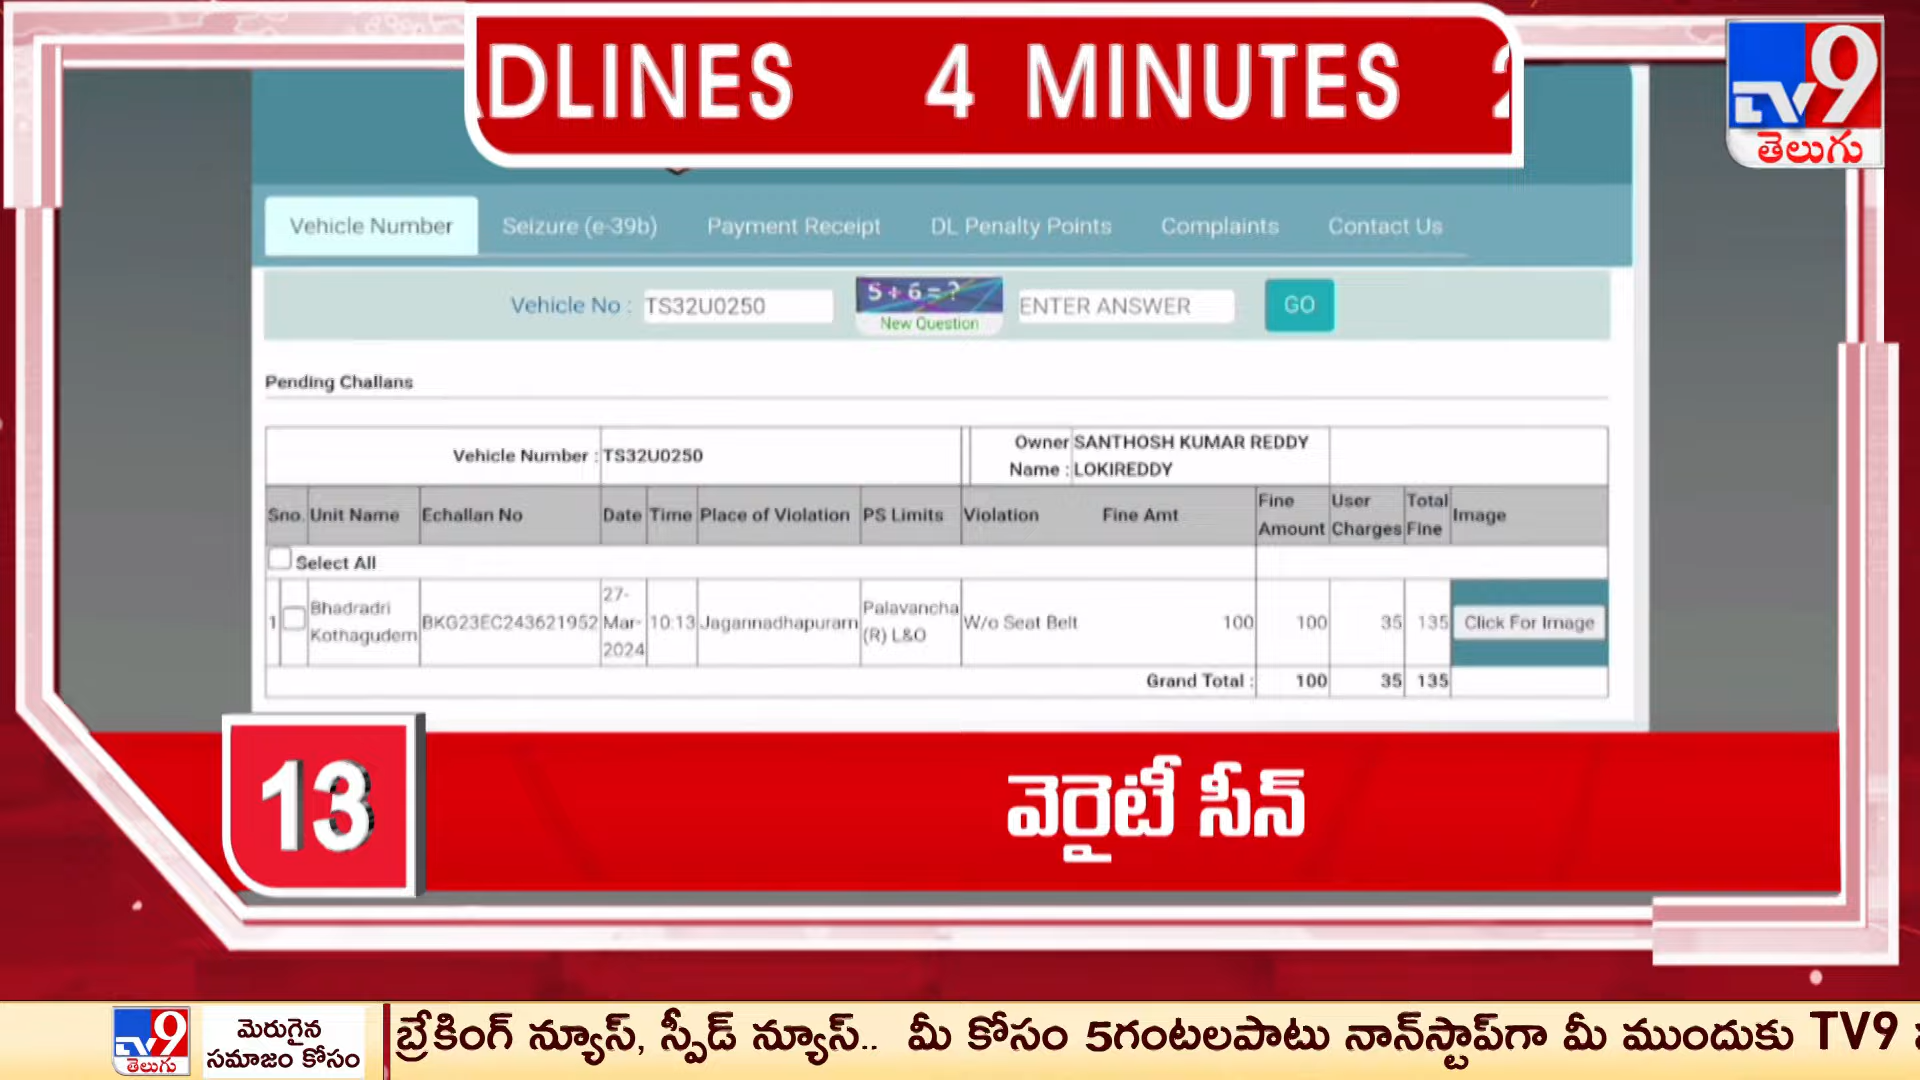 DLINES 4 MINUTES
TV9
తెలుగు
Vehicle Number Seizure (e-39b) Payment Receipt DL Penalty Points Complaints Contact Us
Vehicle No : TS32U0250 5 + 6 = ? New Question ENTER ANSWER GO
Pending Challans
Vehicle Number : TS32U0250 Owner Name : SANTHOSH KUMAR REDDY LOKIREDDY
Sno. Unit Name Echallan No Date Time Place of Violation PS Limits Violation Fine Amt Fine Amount User Charges Total Fine Image
Select All
1 Bhadradri Kothagudem BKG23EC243621952 27-Mar-2024 10:13 Jagannadhapuram Palavancha (R) L&O W/o Seat Belt 100 100 35 135 Click For Image
Grand Total : 100 35 135
13 వెరైటీ సీన్
TV9 తెలుగు
మెరుగైన
సమాజం కోసం
బ్రేకింగ్ న్యూస్, స్పీడ్ న్యూస్.. మీ కోసం 5గంటలపాటు నాన్‌స్టాప్‌గా మీ ముందుకు TV9